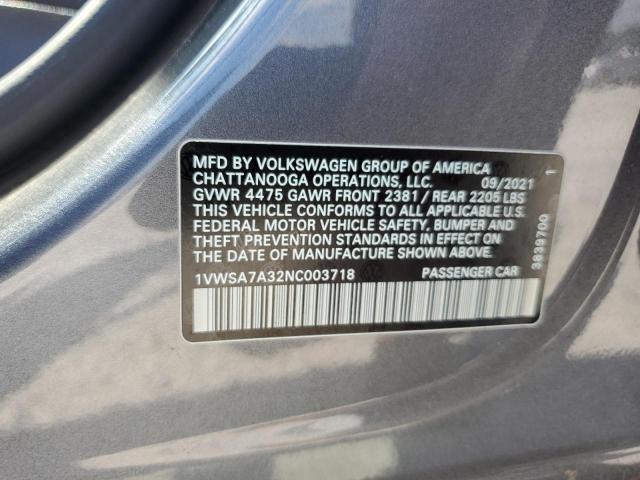 MFD BY VOLKSWAGEN GROUP OF AMERICA
CHATTANOOGA OPERATIONS, LLC. 09/2021
GVWR 4475 GAWR FRONT 2381 / REAR 2205 LBS
THIS VEHICLE CONFORMS TO ALL APPLICABLE U.S.
FEDERAL MOTOR VEHICLE SAFETY, BUMPER AND
THEFT PREVENTION STANDARDS IN EFFECT ON
THE DATE OF MANUFACTURE SHOWN ABOVE.
1VWSA7A32NC003718 PASSENGER CAR
3839700 1